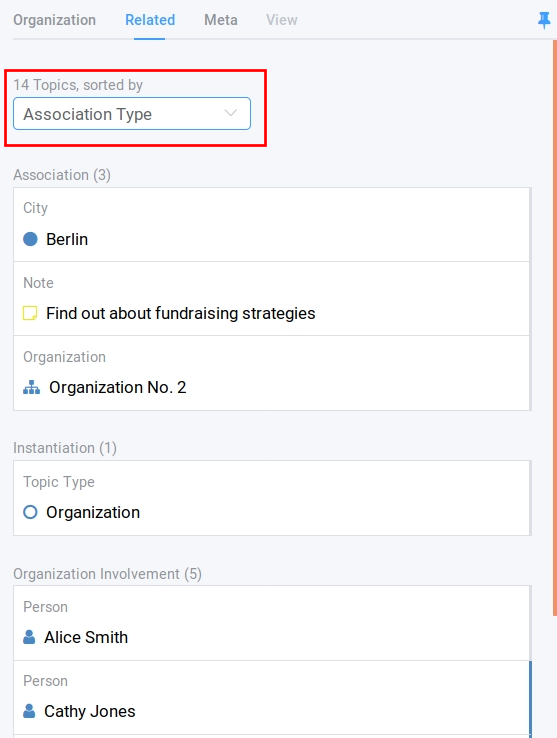 Organization Related Meta View
14 Topics, sorted by
Association Type
Association (3)
City
Berlin
Note
Find out about fundraising strategies
Organization
Organization No. 2
Instantiation (1)
Topic Type
Organization
Organization Involvement (5)
Person
Alice Smith
Person
Cathy Jones